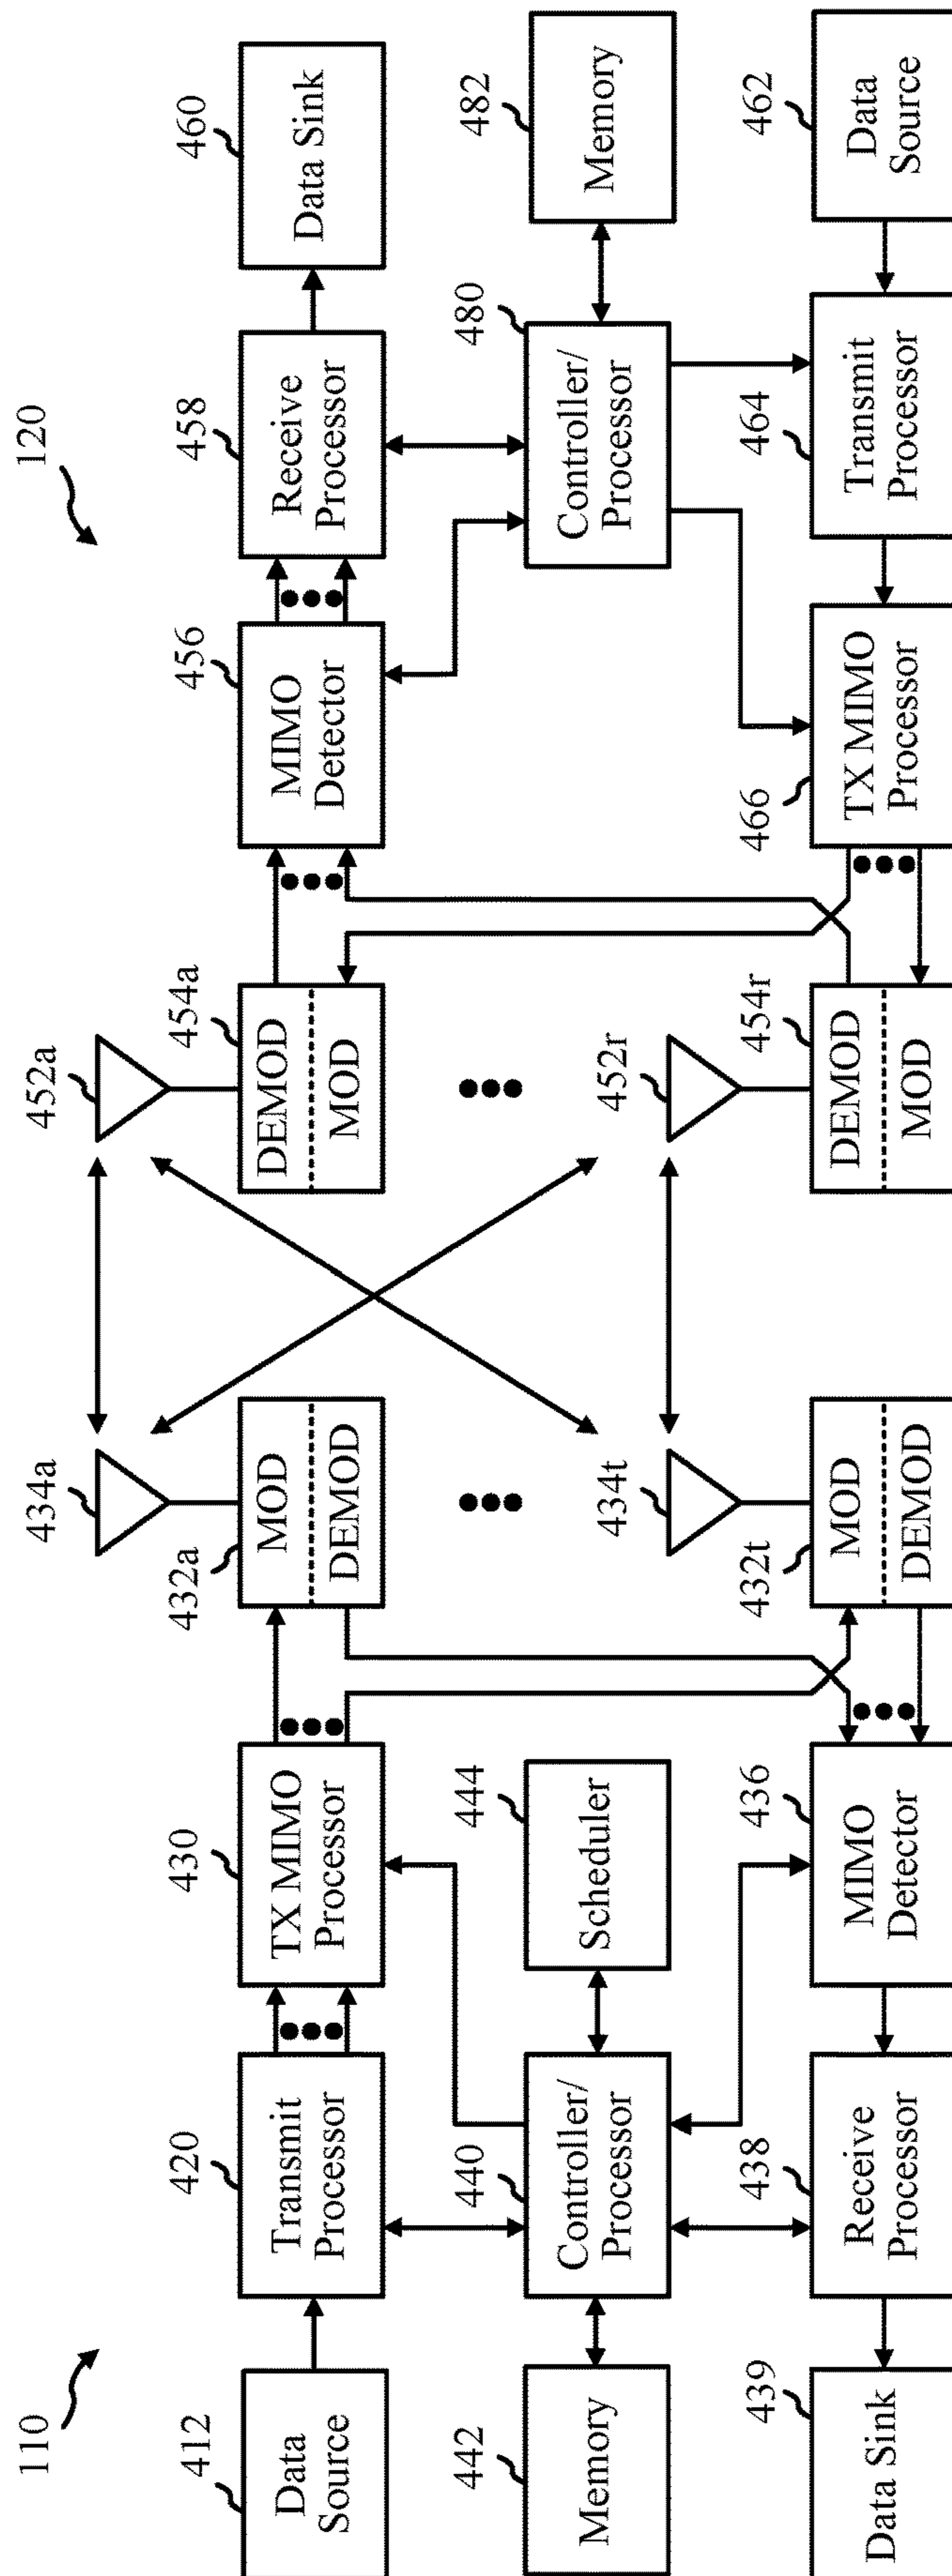 110
120
412
Data
Source
420
Transmit
Processor
430
TX MIMO
Processor
432a
MOD
DEMOD
434a
452a
454a
DEMOD
MOD
456
MIMO
Detector
458
Receive
Processor
460
Data Sink
442
Memory
440
Controller/
Processor
444
Scheduler
480
Controller/
Processor
482
Memory
439
Data Sink
438
Receive
Processor
436
MIMO
Detector
432t
MOD
DEMOD
434t
452r
454r
DEMOD
MOD
466
TX MIMO
Processor
464
Transmit
Processor
462
Data
Source